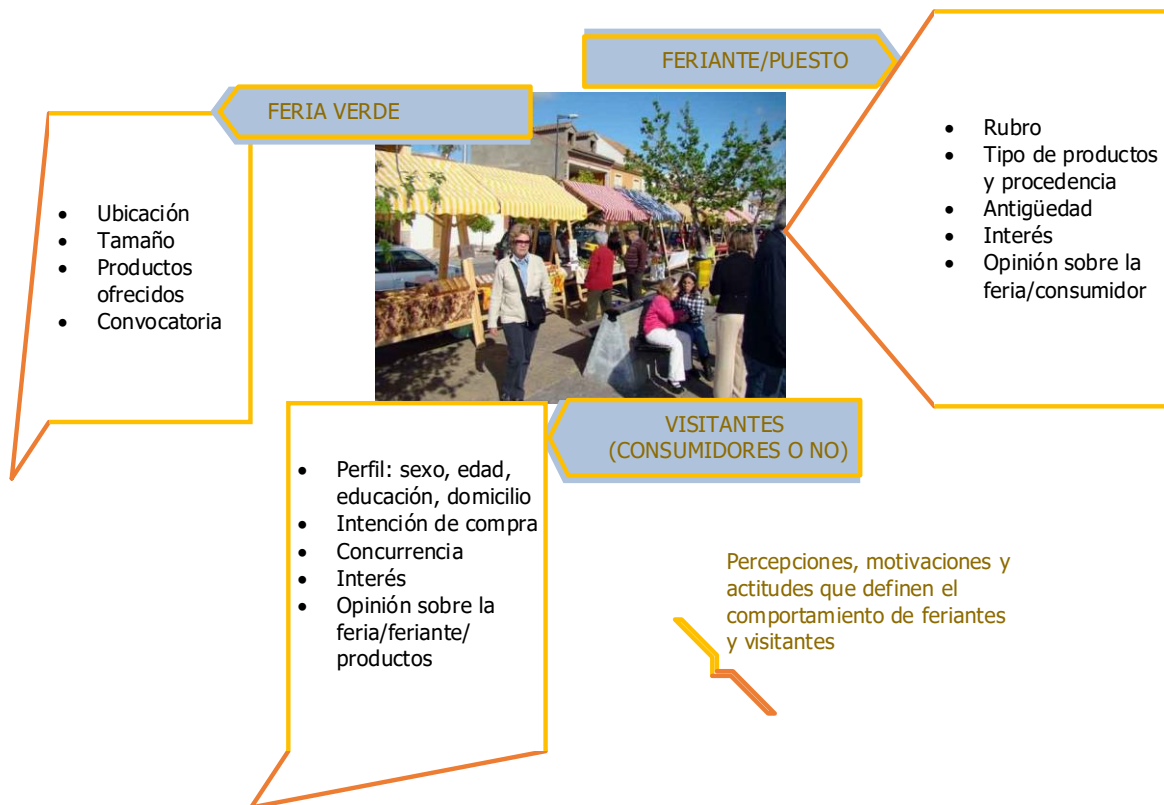 FERIANTE/PUESTO
FERIA VERDE
• Ubicación
• Tamaño
• Productos
ofrecidos
• Convocatoria
• Rubro
• Tipo de productos
y procedencia
• Antigüedad
• Interés
• Opinión sobre la
feria/consumidor
VISITANTES
(CONSUMIDORES O NO)
• Perfil: sexo, edad,
educación, domicilio
• Intención de compra
• Concurrencia
• Interés
• Opinión sobre la
feria/feriante/
productos
Percepciones, motivaciones y
actitudes que definen el
comportamiento de feriantes
y visitantes